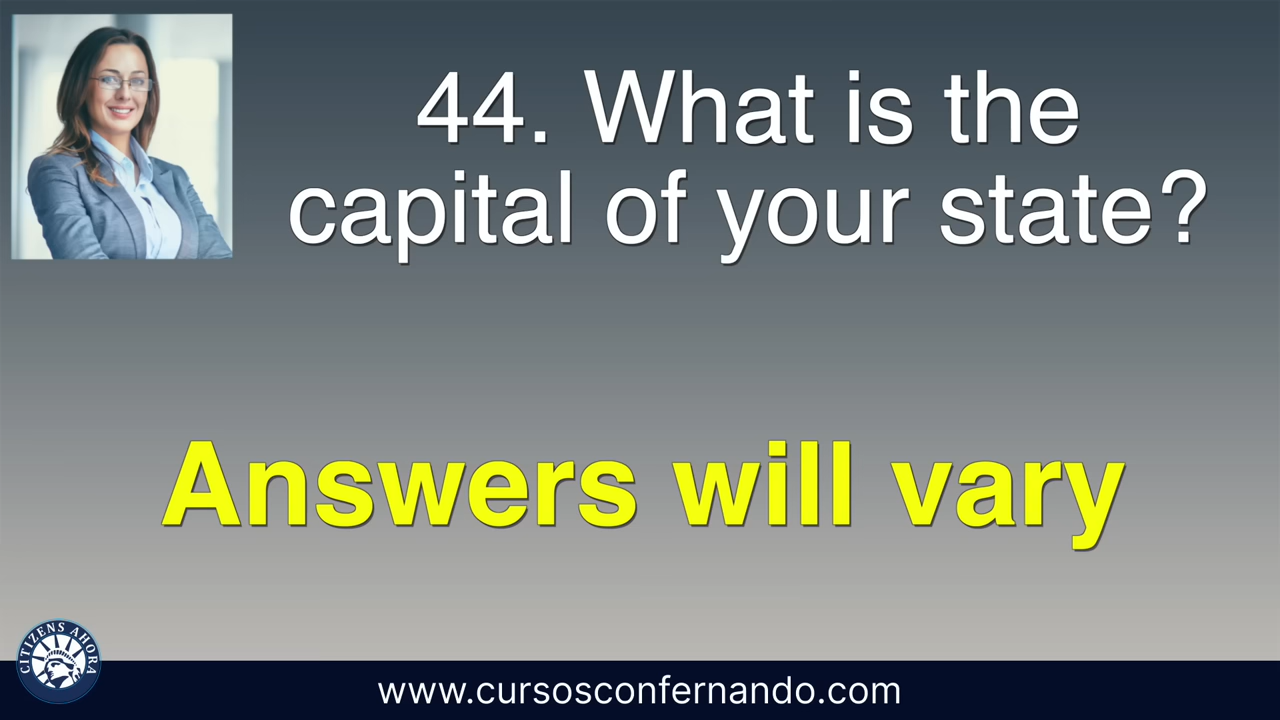 44. What is the
capital of your state?
Answers will vary
CITIZENS AHORA
www.cursosconfernando.com